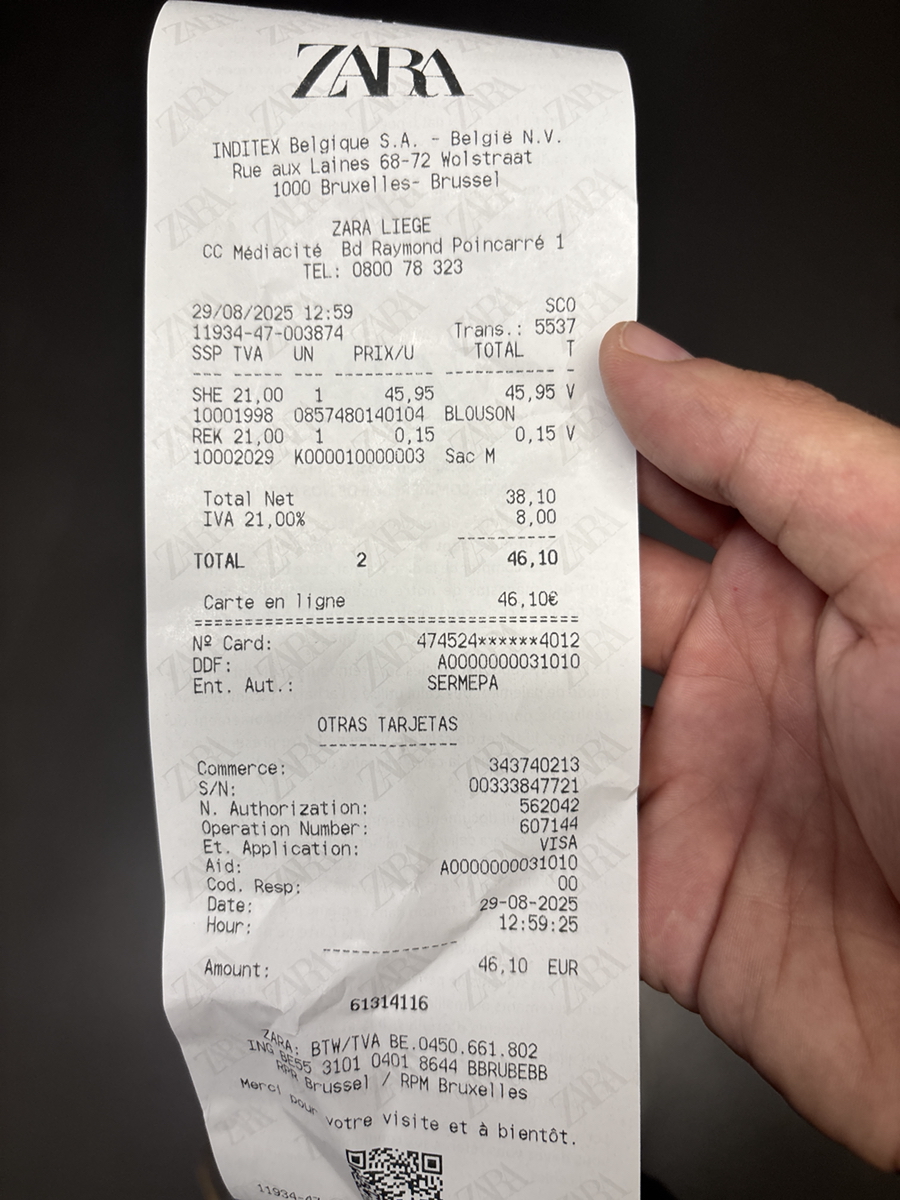 ZARA
INDITEX Belgique S.A. - België N.V.
Rue aux Laines 68-72 Wolstraat
1000 Bruxelles- Brussel
ZARA LIEGE
CC Médiacité Bd Raymond Poincarré 1
TEL: 0800 78 323
29/08/2025 12:59 SCO
11934-47-003874 Trans.: 5537
SSP TVA UN PRIX/U TOTAL T
--- ----- --- ---------- ----------- -
SHE 21,00 1 45,95 45,95 V
10001998 0857480140104 BLOUSON
REK 21,00 1 0,15 0,15 V
10002029 K000010000003 Sac M
Total Net 38,10
IVA 21,00% 8,00
----------
TOTAL 2 46,10
Carte en ligne 46,10€
======================================
Nº Card: 474524******4012
DDF: A0000000031010
Ent. Aut.: SERMEPA
OTRAS TARJETAS
--------------
Commerce: 343740213
S/N: 00333847721
N. Authorization: 562042
Operation Number: 607144
Et. Application: VISA
Aid: A0000000031010
Cod. Resp: 00
Date: 29-08-2025
Hour: 12:59:25
--------------
Amount: 46,10 EUR
61314116
ZARA: BTW/TVA BE.0450.661.802
ING BE55 3101 0401 8644 BBRUBEBB
RPR Brussel / RPM Bruxelles
Merci pour votre visite et à bientôt.